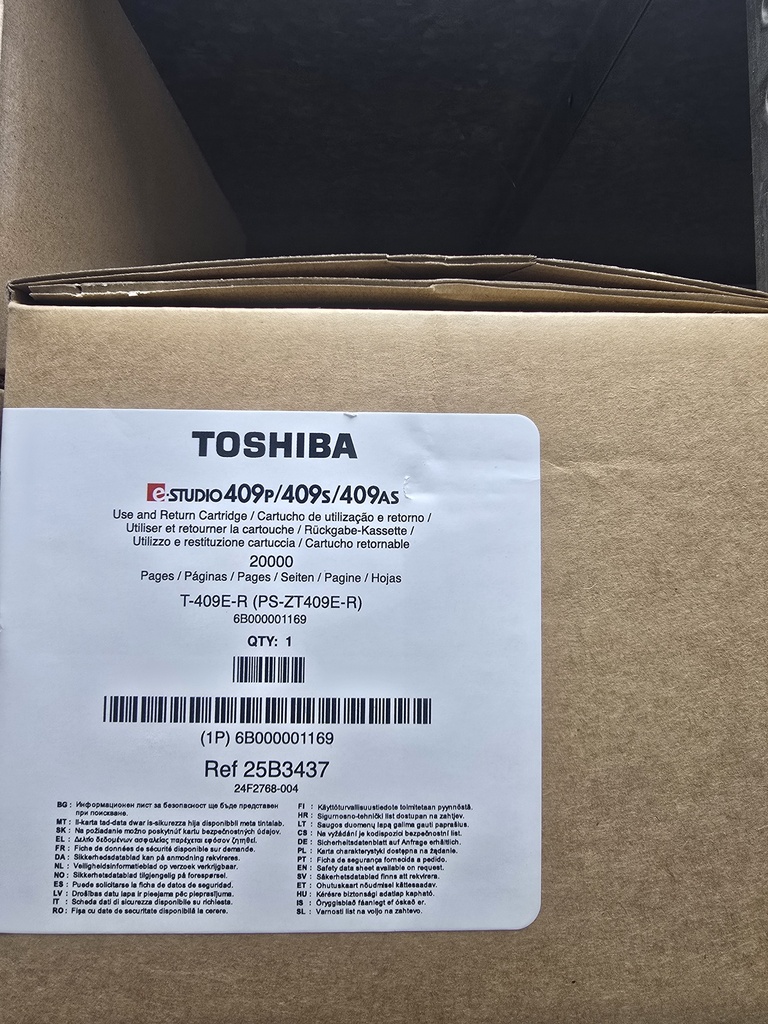 TOSHIBA
e-STUDIO409P/409S/409AS
Use and Return Cartridge / Cartucho de utilização e retorno /
Utiliser et retourner la cartouche / Rückgabe-Kassette /
Utilizzo e restituzione cartuccia / Cartucho retornable
20000
Pages / Páginas / Pages / Seiten / Pagine / Hojas
T-409E-R (PS-ZT409E-R)
6B000001169
QTY: 1
(1P) 6B000001169
Ref 25B3437
24F2768-004
BG : Информационен лист за безопасност ще бъде представен
при поискване.
MT : Il-karta tad-data dwar is-sikurezza hija disponibbli meta tintalab.
SK : Na požiadanie možno poskytnúť kartu bezpečnostných údajov.
EL : Δελτίο δεδομένων ασφαλείας παρέχεται εφόσον ζητηθεί.
FR : Fiche de données de sécurité disponible sur demande.
DA : Sikkerhedsdatablad kan på anmodning rekvireres.
NL : Veiligheidsinformatieblad op verzoek verkrijgbaar.
NO : Sikkerhetsdatablad tilgjengelig på forespørsel.
ES : Puede solicitarse la ficha de datos de seguridad.
LV : Drošības datu lapa ir pieejama pēc pieprasījuma.
IT : Scheda dati di sicurezza disponibile su richiesta.
RO : Fișa cu date de securitate disponibilă la cerere.
FI : Käyttöturvallisuustiedote toimitetaan pyynnöstä.
HR : Sigurnosno-tehnički list dostupan na zahtjev.
LT : Saugos duomenų lapą galima gauti paprašius.
CS : Na vyžádání je k dispozici bezpečnostní list.
DE : Sicherheitsdatenblatt auf Anfrage erhältlich.
PL : Karta charakterystyki dostępna na żądanie.
PT : Ficha de segurança fornecida a pedido.
EN : Safety data sheet available on request.
SV : Säkerhetsdatablad finns att rekvirera.
ET : Ohutuskaart nõudmisel kättesaadav.
HU : Kérésre biztonsági adatlap kapható.
IS : Öryggisblað fáanlegt ef óskað er.
SL : Varnosti list na voljo na zahtevo.